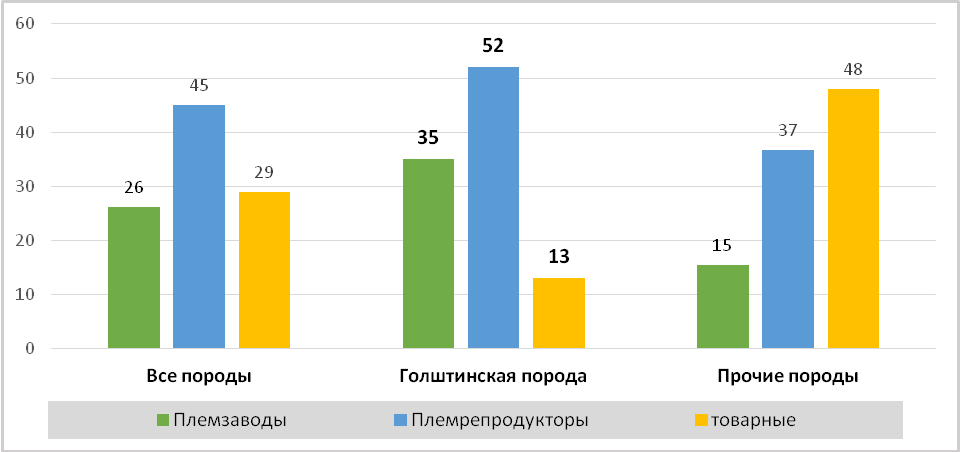 60
50
40
30
20
10
0
26
45
29
35
52
13
15
37
48
Все породы
Голштинская порода
Прочие породы
Племзаводы
Племрепродукторы
товарные